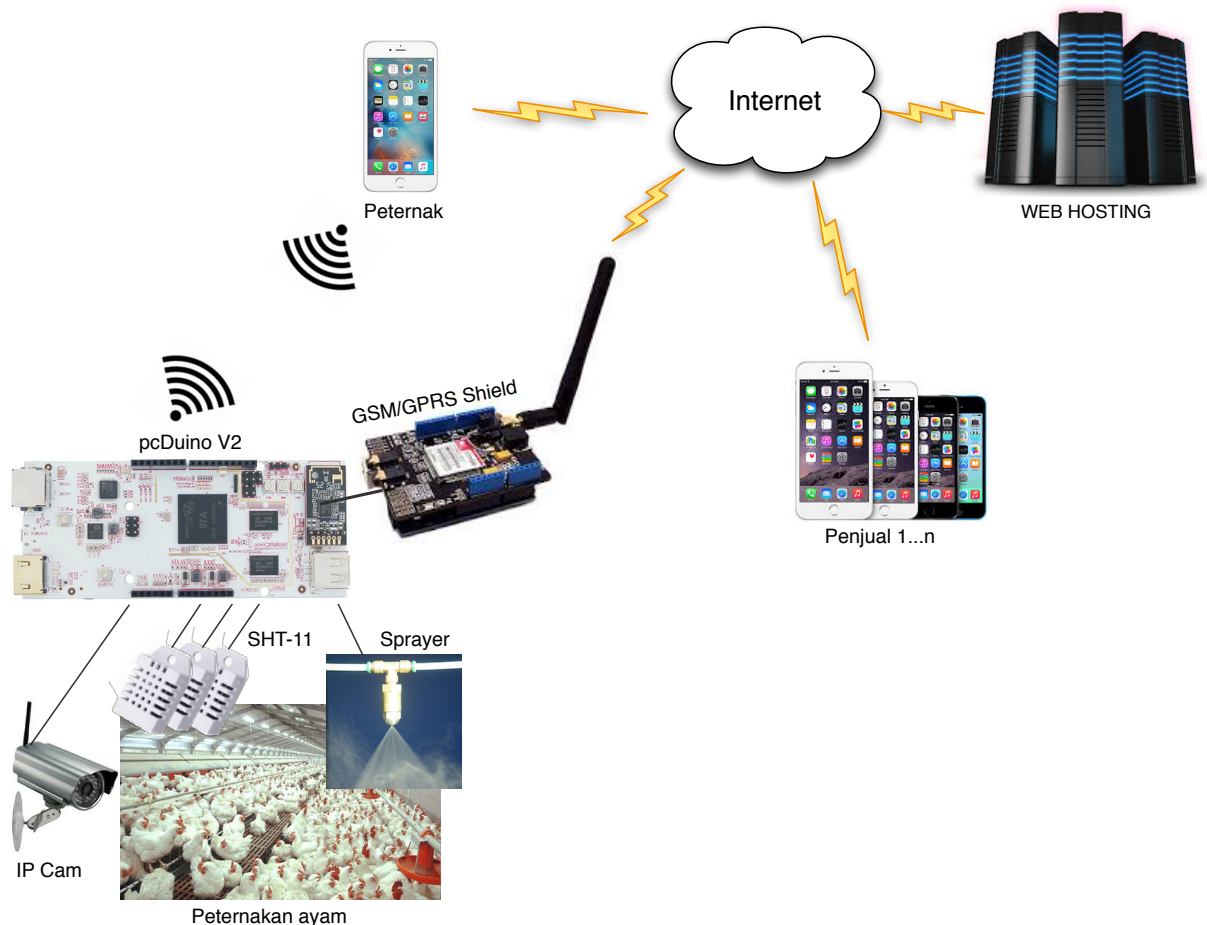 Internet
Peternak
WEB HOSTING
GSM/GPRS Shield
pcDuino V2
Penjual 1...n
SHT-11
Sprayer
IP Cam
Peternakan ayam